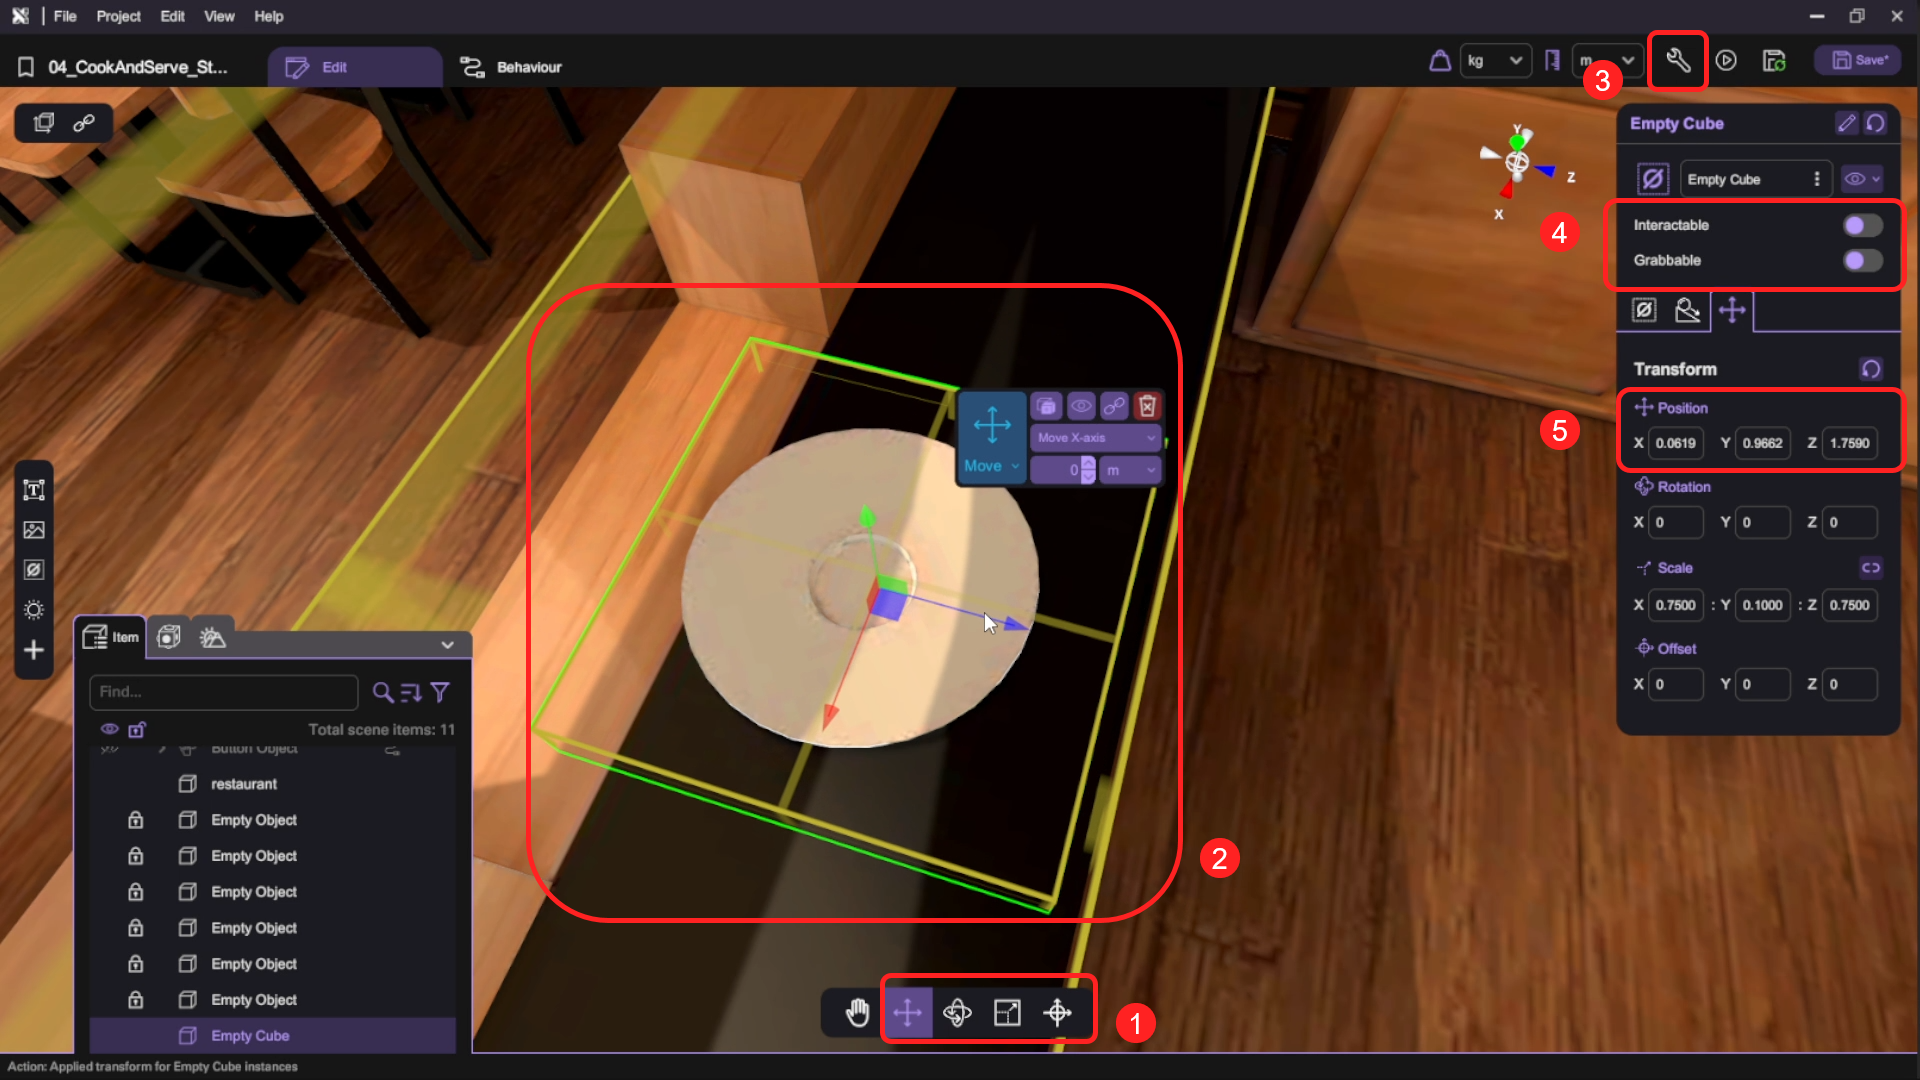 File Project Edit View Help
04_CookAndServe_St... Edit Behaviour kg m Save*
3
Empty Cube
Y
Z
X
Empty Cube
4
Interactable
Grabbable
Transform
5
Position
X 0.0619 Y 0.9662 Z 1.7590
Rotation
X 0 Y 0 Z 0
Scale
X 0.7500 : Y 0.1000 : Z 0.7500
Offset
X 0 Y 0 Z 0
Move X-axis
Move 0 m
2
T
Item
Find...
Total scene items: 11
Button Object
restaurant
Empty Object
Empty Object
Empty Object
Empty Object
Empty Object
Empty Object
Empty Cube
1
Action: Applied transform for Empty Cube instances